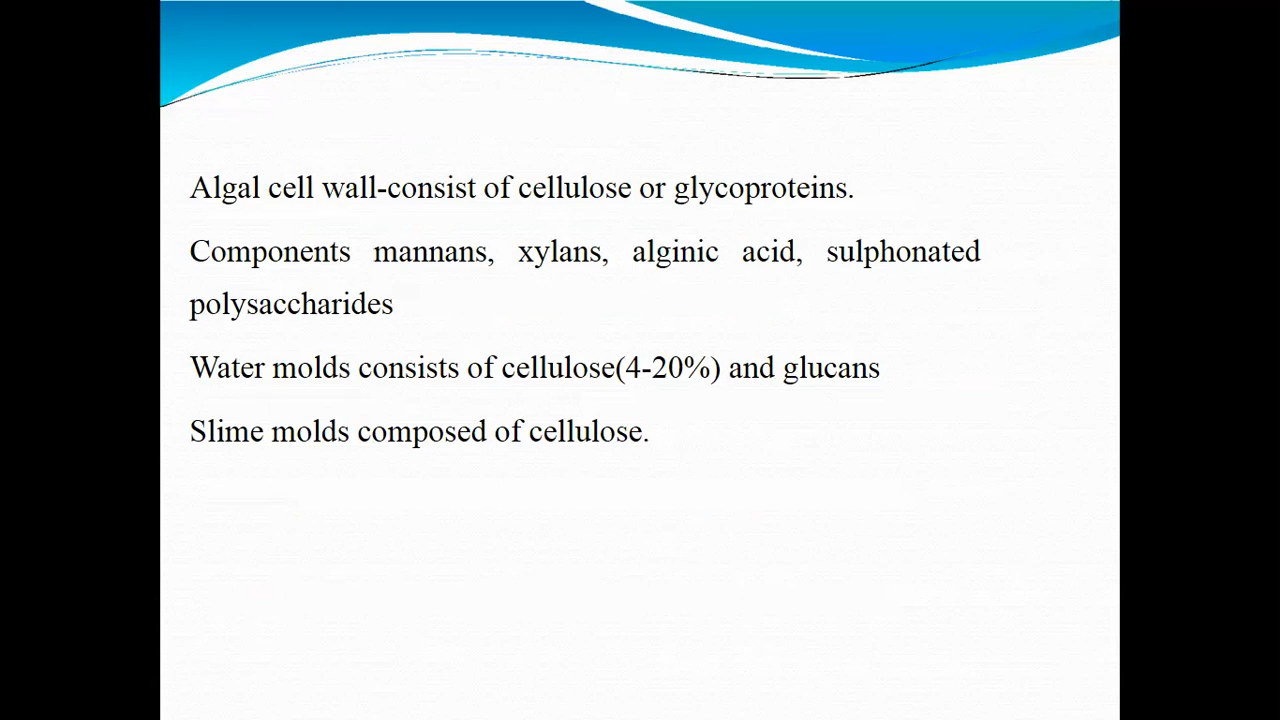 Algal cell wall-consist of cellulose or glycoproteins.
Components mannans, xylans, alginic acid, sulphonated
polysaccharides
Water molds consists of cellulose(4-20%) and glucans
Slime molds composed of cellulose.